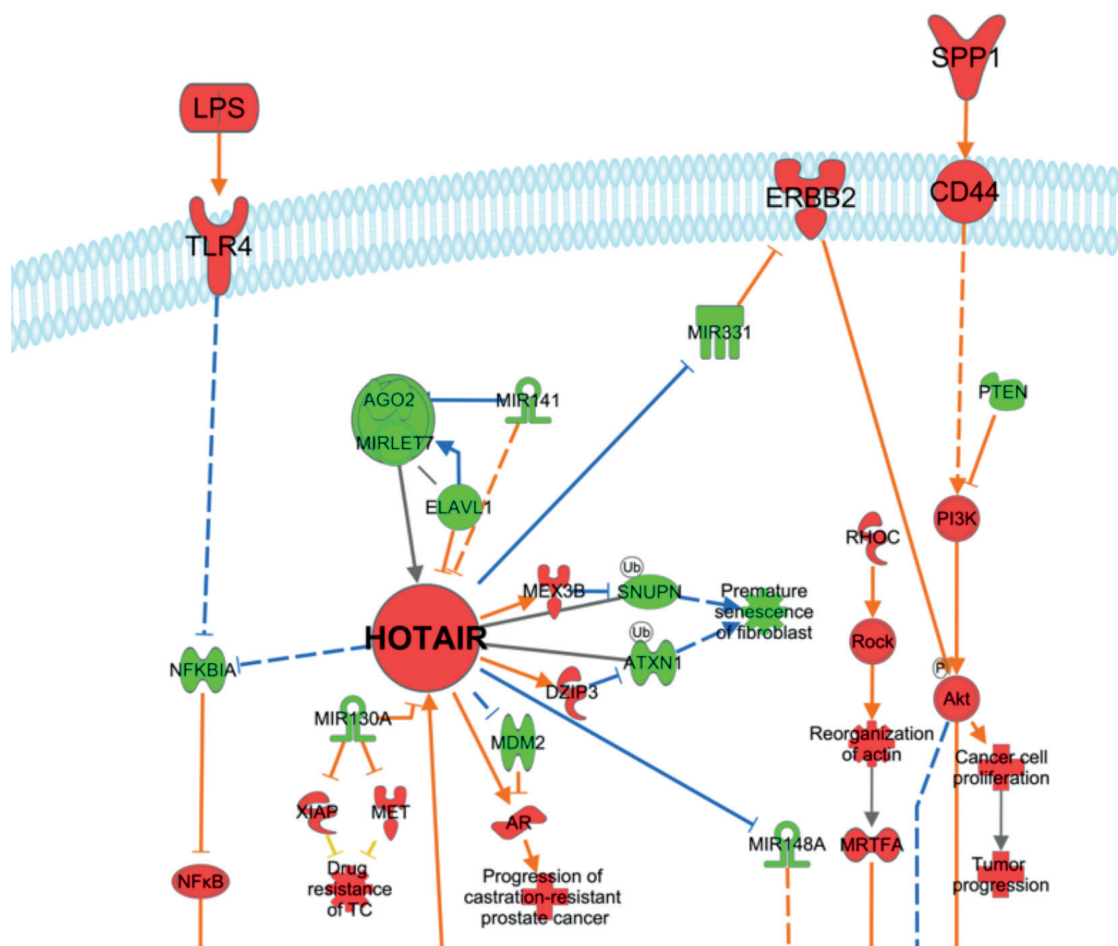 SPP1
LPS
ERBB2
CD44
TLR4
MIR331
AGO2
MIR141
PTEN
MIRLET7
ELAVL1
PI3K
RHOC
Ub
MEX3B
SNUPN
Premature
senescence
of fibroblast
HOTAIR
Ub
Rock
ATXN1
NFKBIA
P
DZIP3
Akt
MIR130A
MDM2
Reorganization
of actin
Cancer cell
proliferation
XIAP
MET
AR
MIR148A
MRTFA
NFκB
Drug
resistance
of TC
Progression of
castration-resistant
prostate cancer
Tumor
progression